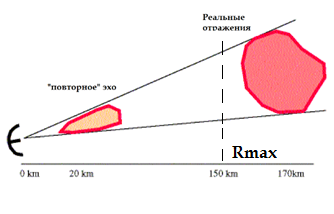 Реальные
отражения
"повторное" эхо
Rmax
0 km 20 km 150 km 170km